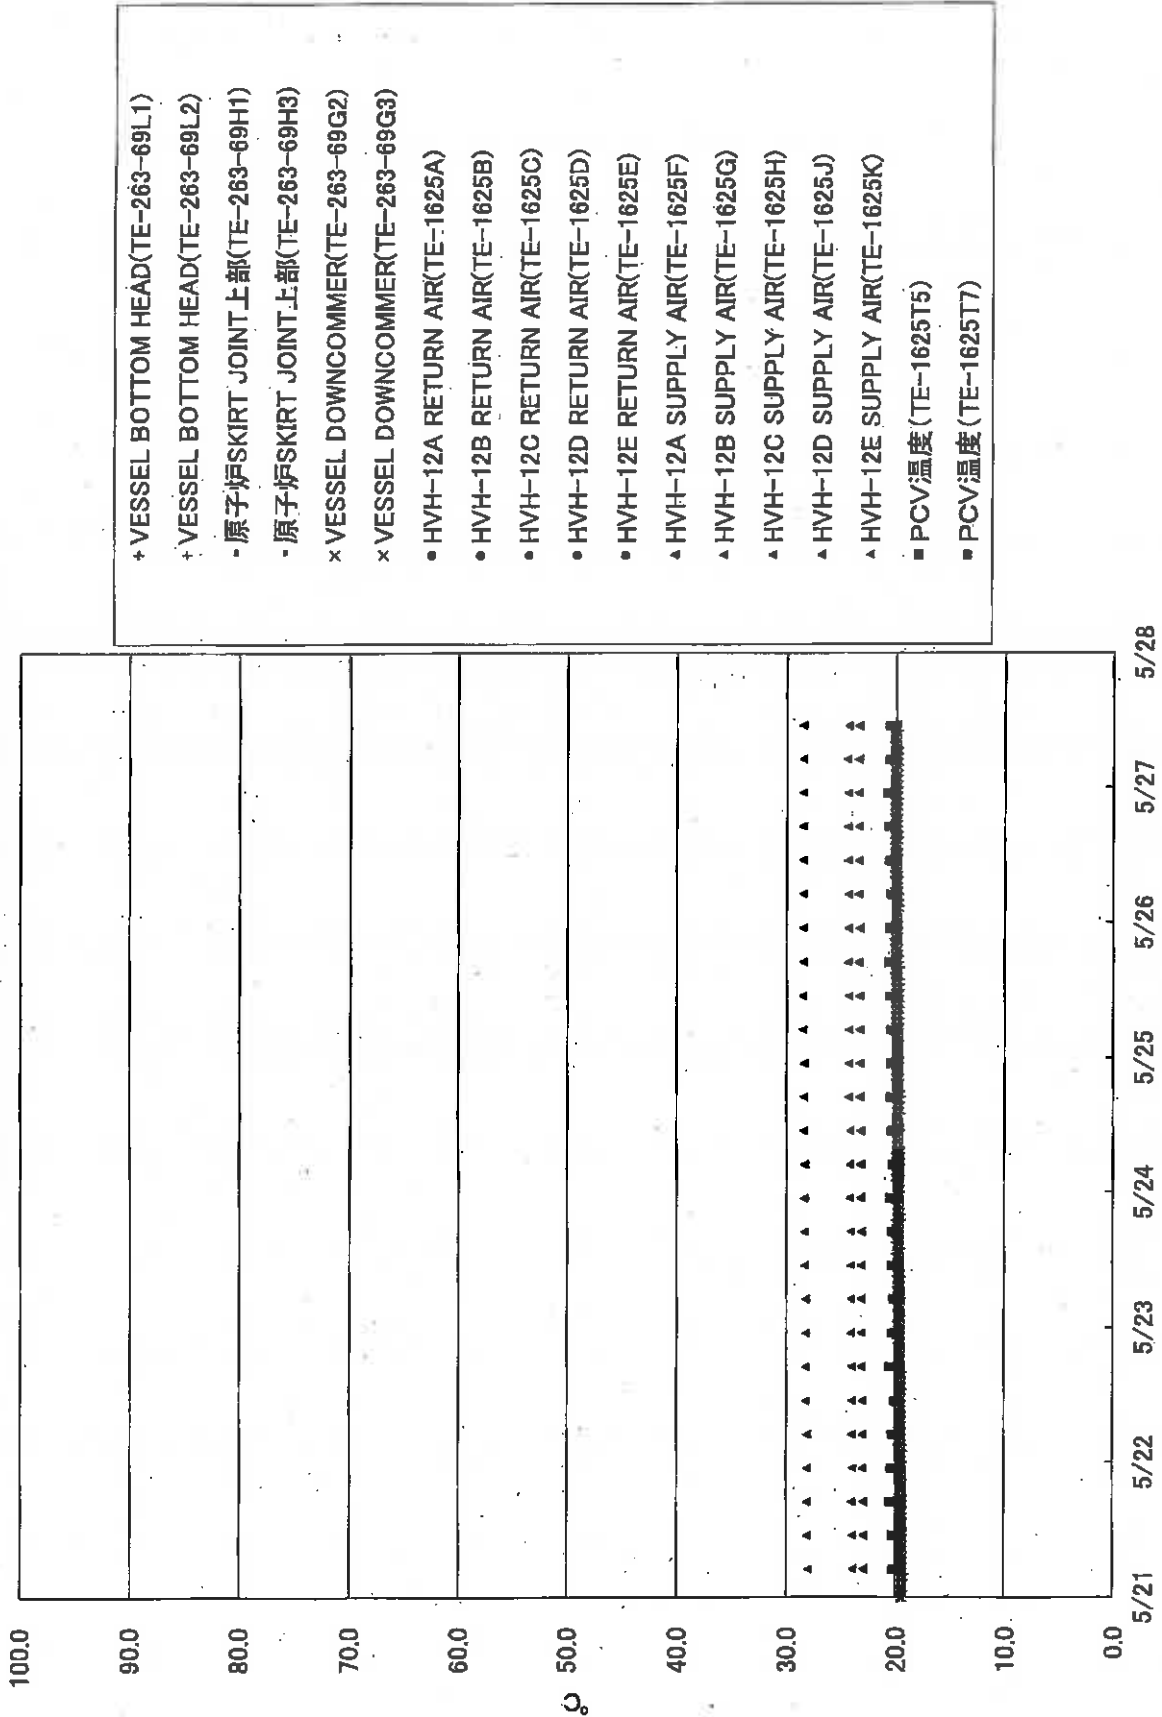 100.0
90.0
80.0
70.0
60.0
50.0
40.0
30.0
20.0
10.0
0.0
℃
5/21
5/22
5/23
5/24
5/25
5/26
5/27
5/28
+ VESSEL BOTTOM HEAD(TE-263-69L1)
+ VESSEL BOTTOM HEAD(TE-263-69L2)
- 原子炉SKIRT JOINT上部(TE-263-69H1)
- 原子炉SKIRT JOINT上部(TE-263-69H3)
× VESSEL DOWNCOMMER(TE-263-69G2)
× VESSEL DOWNCOMMER(TE-263-69G3)
● HVH-12A RETURN AIR(TE-1625A)
● HVH-12B RETURN AIR(TE-1625B)
● HVH-12C RETURN AIR(TE-1625C)
● HVH-12D RETURN AIR(TE-1625D)
● HVH-12E RETURN AIR(TE-1625E)
▲ HVH-12A SUPPLY AIR(TE-1625F)
▲ HVH-12B SUPPLY AIR(TE-1625G)
▲ HVH-12C SUPPLY AIR(TE-1625H)
▲ HVH-12D SUPPLY AIR(TE-1625J)
▲ HVH-12E SUPPLY AIR(TE-1625K)
■ PCV温度(TE-1625T5)
■ PCV温度(TE-1625T7)